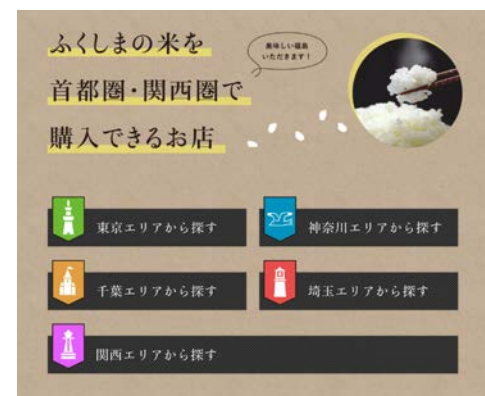 ふくしまの米を
首都圏・関西圏で
購入できるお店
美味しい福島
いただきます！
東京エリアから探す
神奈川エリアから探す
千葉エリアから探す
埼玉エリアから探す
関西エリアから探す